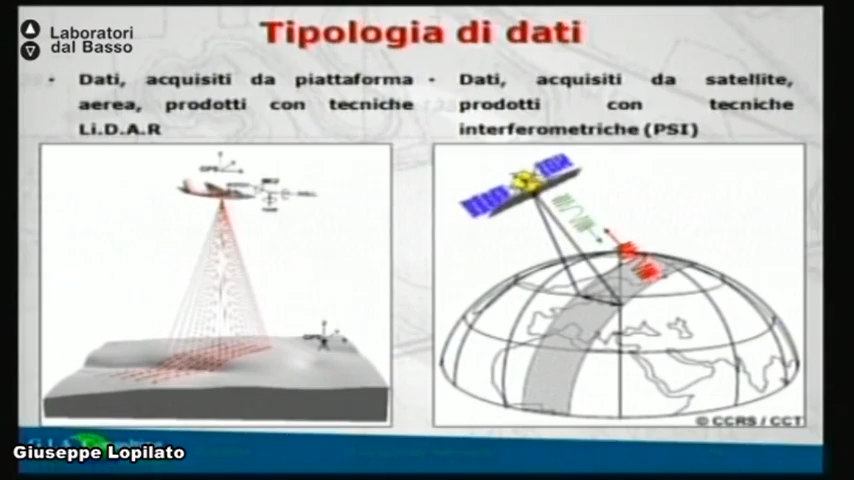 Laboratori
dal Basso
Tipologia di dati
• Dati, acquisiti da piattaforma
aerea, prodotti con tecniche
Li.D.A.R
• Dati, acquisiti da satellite,
prodotti con tecniche
interferometriche (PSI)
GPS
© CCRS / CCT
Giuseppe Lopilato